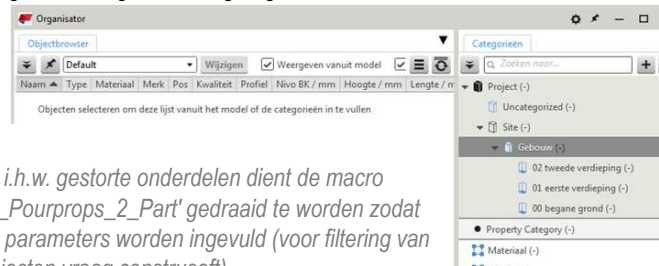 Organisator
Objectbrowser
Default
Wijzigen
Weergeven vanuit model
Naam Type Materiaal Merk Pos Kwaliteit Profiel Nivo BK / mm Hoogte / mm Lengte /
Objecten selecteren om deze lijst vanuit het model of de categorieën in te vullen
Categorieën
Zoeken naar...
Project (-)
Uncategorized (-)
Site (-)
Gebouw (-)
02 tweede verdieping (-)
01 eerste verdieping (-)
00 begane grond (-)
Property Category (-)
Materiaal (-)
i.h.w. gestorte onderdelen dient de macro
_Pourprops_2_Part' gedraaid te worden zodat
parameters worden ingevuld (voor filtering van